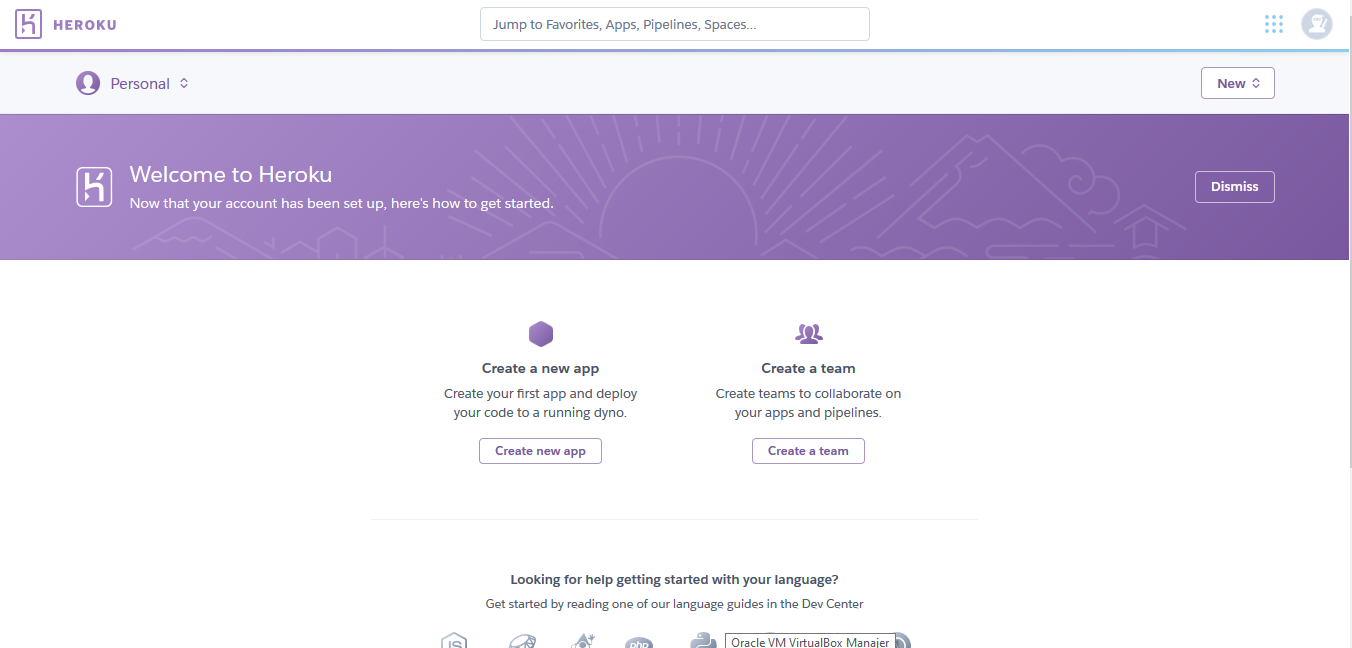 HEROKU
Jump to Favorites, Apps, Pipelines, Spaces...
Personal
New
Welcome to Heroku
Now that your account has been set up, here's how to get started.
Dismiss
Create a new app
Create your first app and deploy
your code to a running dyno.
Create new app
Create a team
Create teams to collaborate on
your apps and pipelines.
Create a team
Looking for help getting started with your language?
Get started by reading one of our language guides in the Dev Center
JS
php
Oracle VM VirtualBox Manajer